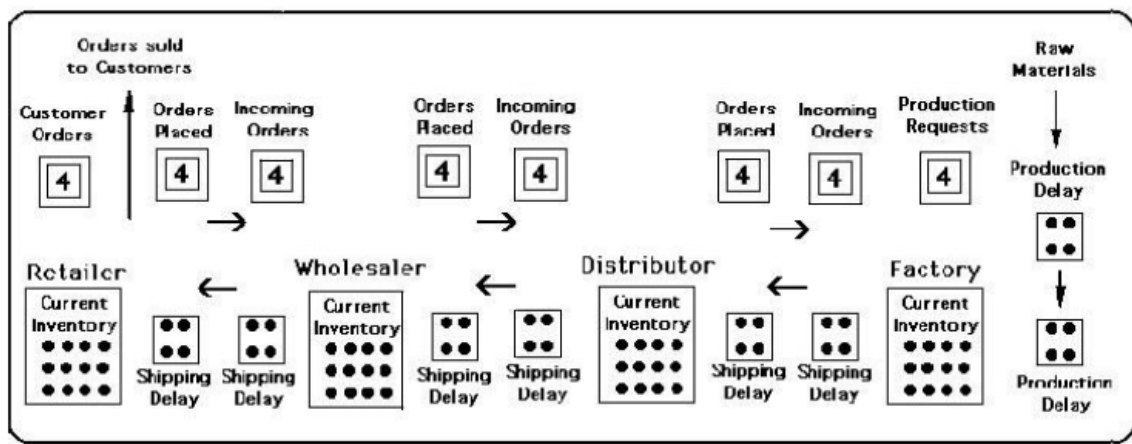 Orders sold
to Customers
Raw
Materials
Customer
Orders
Orders
Placed
Incoming
Orders
Orders
Placed
Incoming
Orders
Orders
Placed
Incoming
Orders
Production
Requests
4
4
4
4
4
4
4
4
Production
Delay
Retailer
Wholesaler
Distributor
Factory
Current
Inventory
Current
Inventory
Current
Inventory
Current
Inventory
Shipping
Delay
Shipping
Delay
Shipping
Delay
Shipping
Delay
Shipping
Delay
Shipping
Delay
Production
Delay